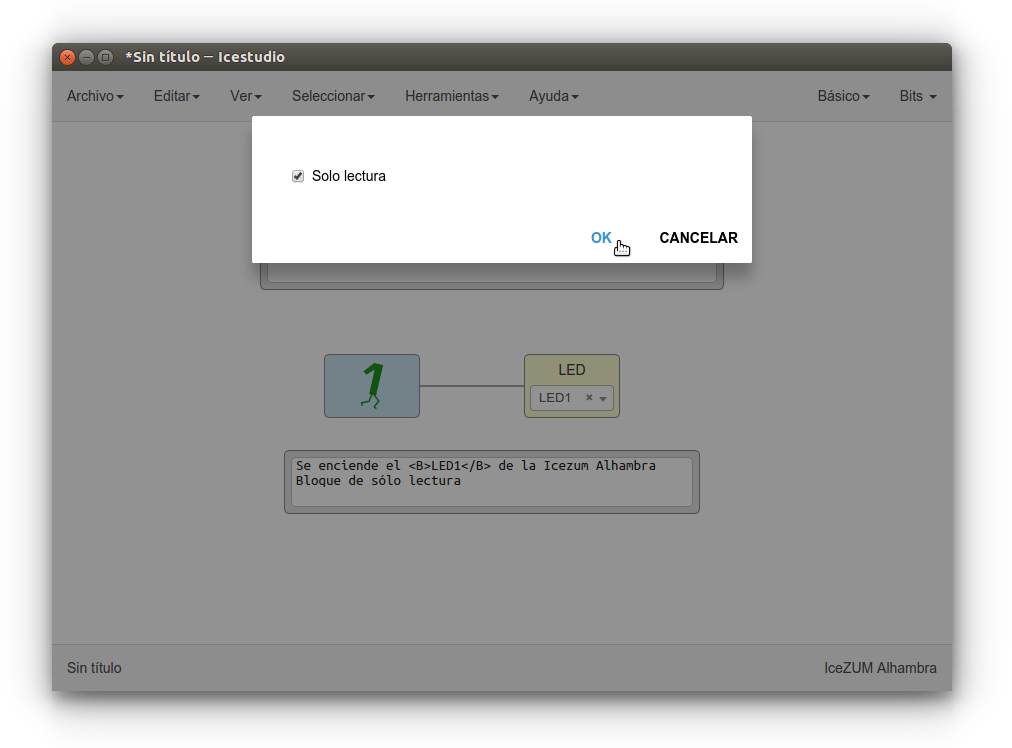 *Sin título — Icestudio
Archivo Editar Ver Seleccionar Herramientas Ayuda Básico Bits
Solo lectura
OK CANCELAR
1 LED
LED1
Se enciende el <B>LED1</B> de la Icezum Alhambra
Bloque de sólo lectura
Sin título IceZUM Alhambra